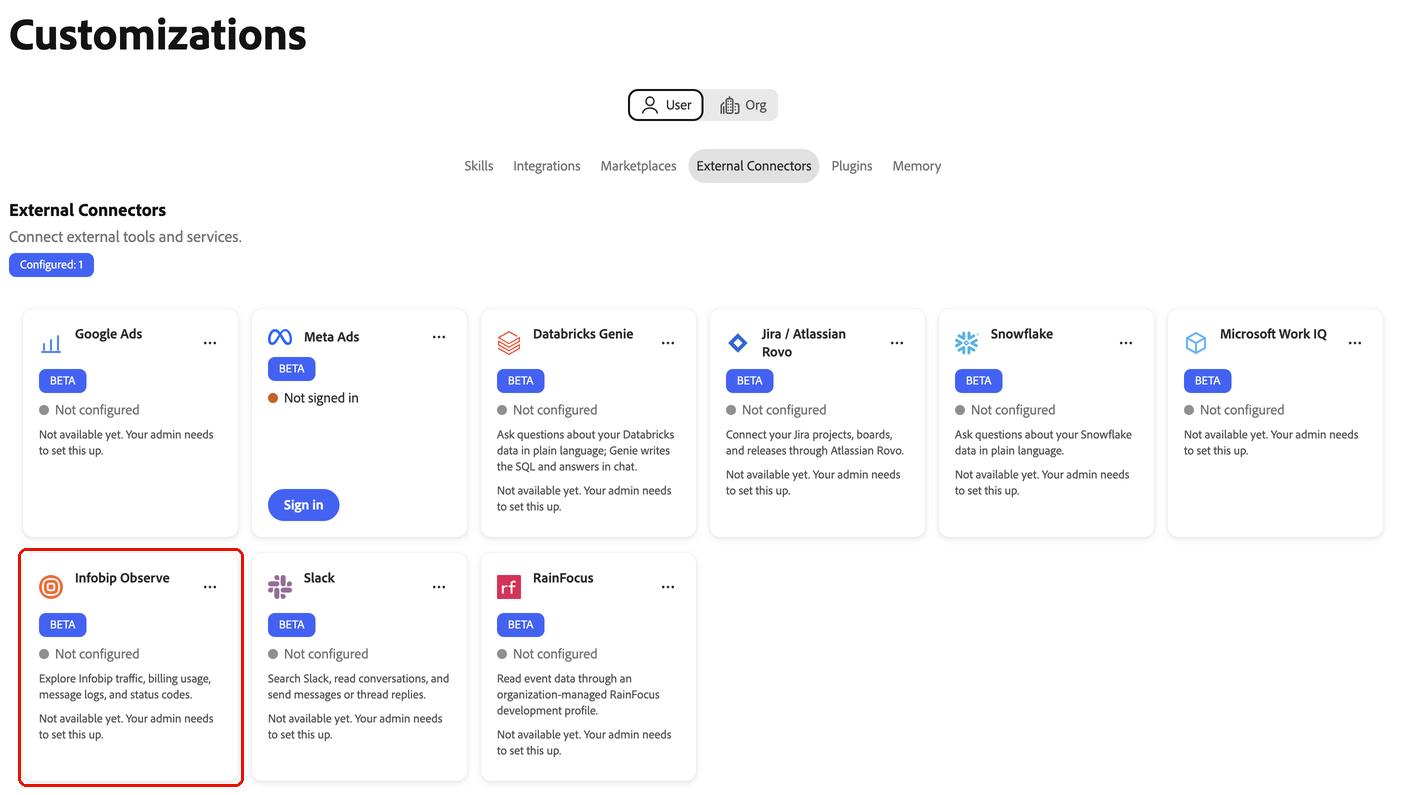 Customizations
User
Org
Skills
Integrations
Marketplaces
External Connectors
Plugins
Memory
External Connectors
Connect external tools and services.
Configured: 1
Google Ads
BETA
Not configured
Not available yet. Your admin needs
to set this up.
Meta Ads
BETA
Not signed in
Sign in
Databricks Genie
BETA
Not configured
Ask questions about your Databricks
data in plain language; Genie writes
the SQL and answers in chat.
Not available yet. Your admin needs
to set this up.
Jira / Atlassian
Rovo
BETA
Not configured
Connect your Jira projects, boards,
and releases through Atlassian Rovo.
Not available yet. Your admin needs
to set this up.
Snowflake
BETA
Not configured
Ask questions about your Snowflake
data in plain language.
Not available yet. Your admin needs
to set this up.
Microsoft Work IQ
BETA
Not configured
Not available yet. Your admin needs
to set this up.
Infobip Observe
BETA
Not configured
Explore Infobip traffic, billing usage,
message logs, and status codes.
Not available yet. Your admin needs
to set this up.
Slack
BETA
Not configured
Search Slack, read conversations, and
send messages or thread replies.
Not available yet. Your admin needs
to set this up.
rf
RainFocus
BETA
Not configured
Read event data through an
organization-managed RainFocus
development profile.
Not available yet. Your admin needs
to set this up.